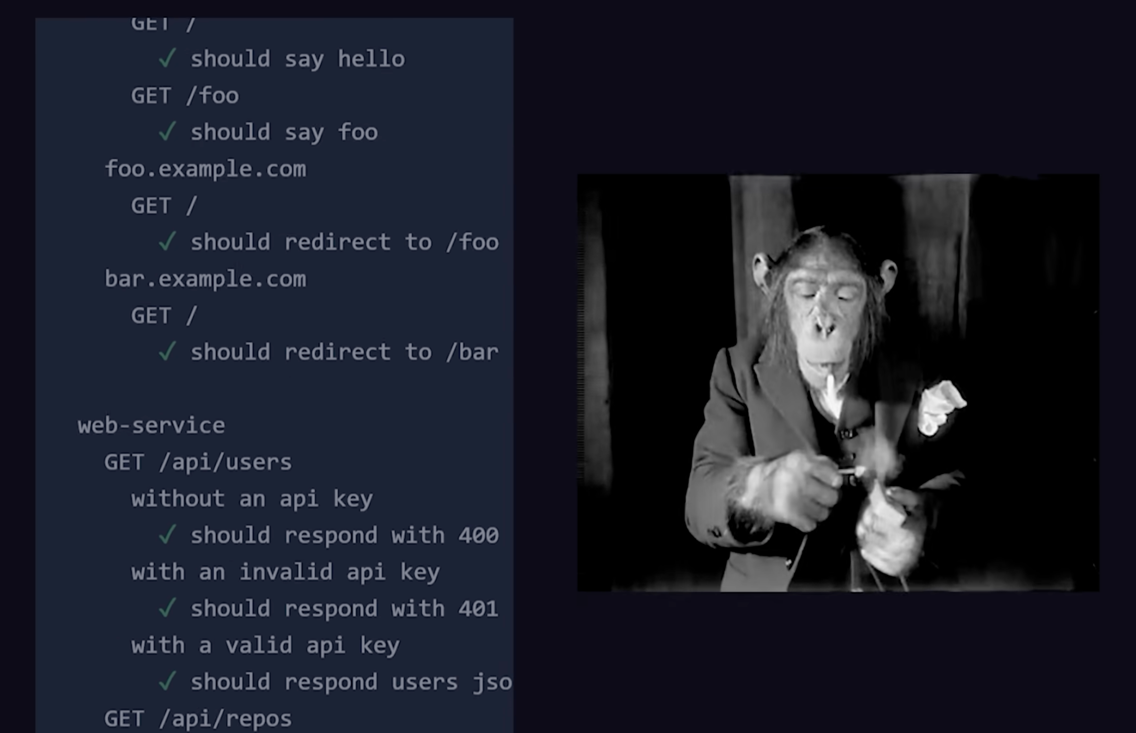 GET /
✓ should say hello
GET /foo
✓ should say foo
foo.example.com
GET /
✓ should redirect to /foo
bar.example.com
GET /
✓ should redirect to /bar
web-service
GET /api/users
without an api key
✓ should respond with 400
with an invalid api key
✓ should respond with 401
with a valid api key
✓ should respond users jso
GET /api/repos